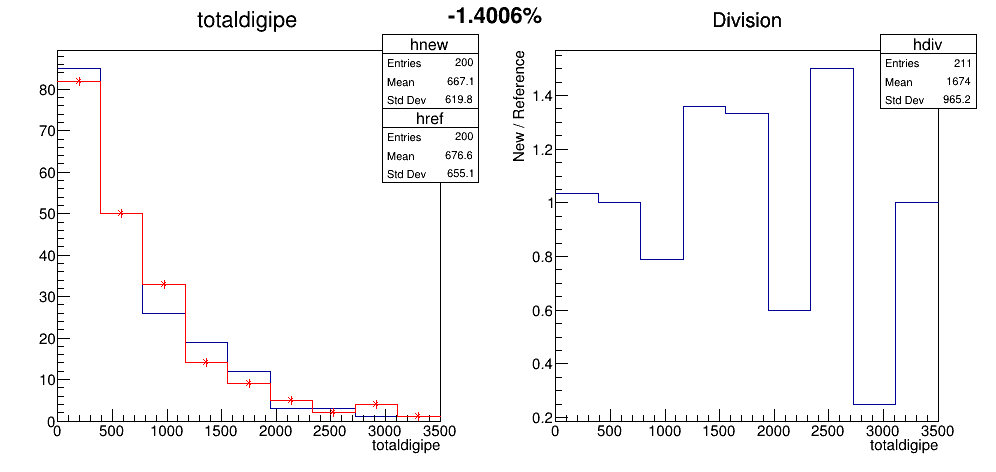 -1.4006%
totaldigipe
hnew
Entries 200
Mean 667.1
Std Dev 619.8
href
Entries 200
Mean 676.6
Std Dev 655.1
80
70
60
50
40
30
20
10
0
0 500 1000 1500 2000 2500 3000 3500
totaldigipe
Division
hdiv
Entries 211
Mean 1674
Std Dev 965.2
New / Reference
1.4
1.2
1
0.8
0.6
0.4
0.2
0 500 1000 1500 2000 2500 3000 3500
totaldigipe